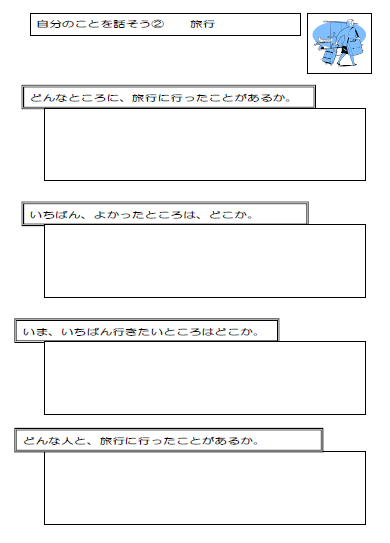 自分のことを話そう② 旅行
どんなところに、旅行に行ったことがあるか。
いちばん、よかったところは、どこか。
いま、いちばん行きたいところはどこか。
どんな人と、旅行に行ったことがあるか。